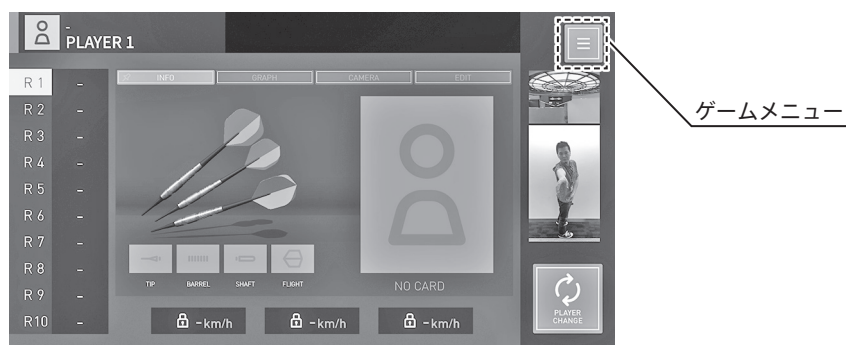 -
PLAYER 1
INFO
GRAPH
CAMERA
EDIT
R 1 -
R 2 -
R 3 -
R 4 -
R 5 -
R 6 -
R 7 -
R 8 -
R 9 -
R10 -
TIP
BARREL
SHAFT
FLIGHT
NO CARD
- km/h
- km/h
- km/h
PLAYER
CHANGE
ゲームメニュー